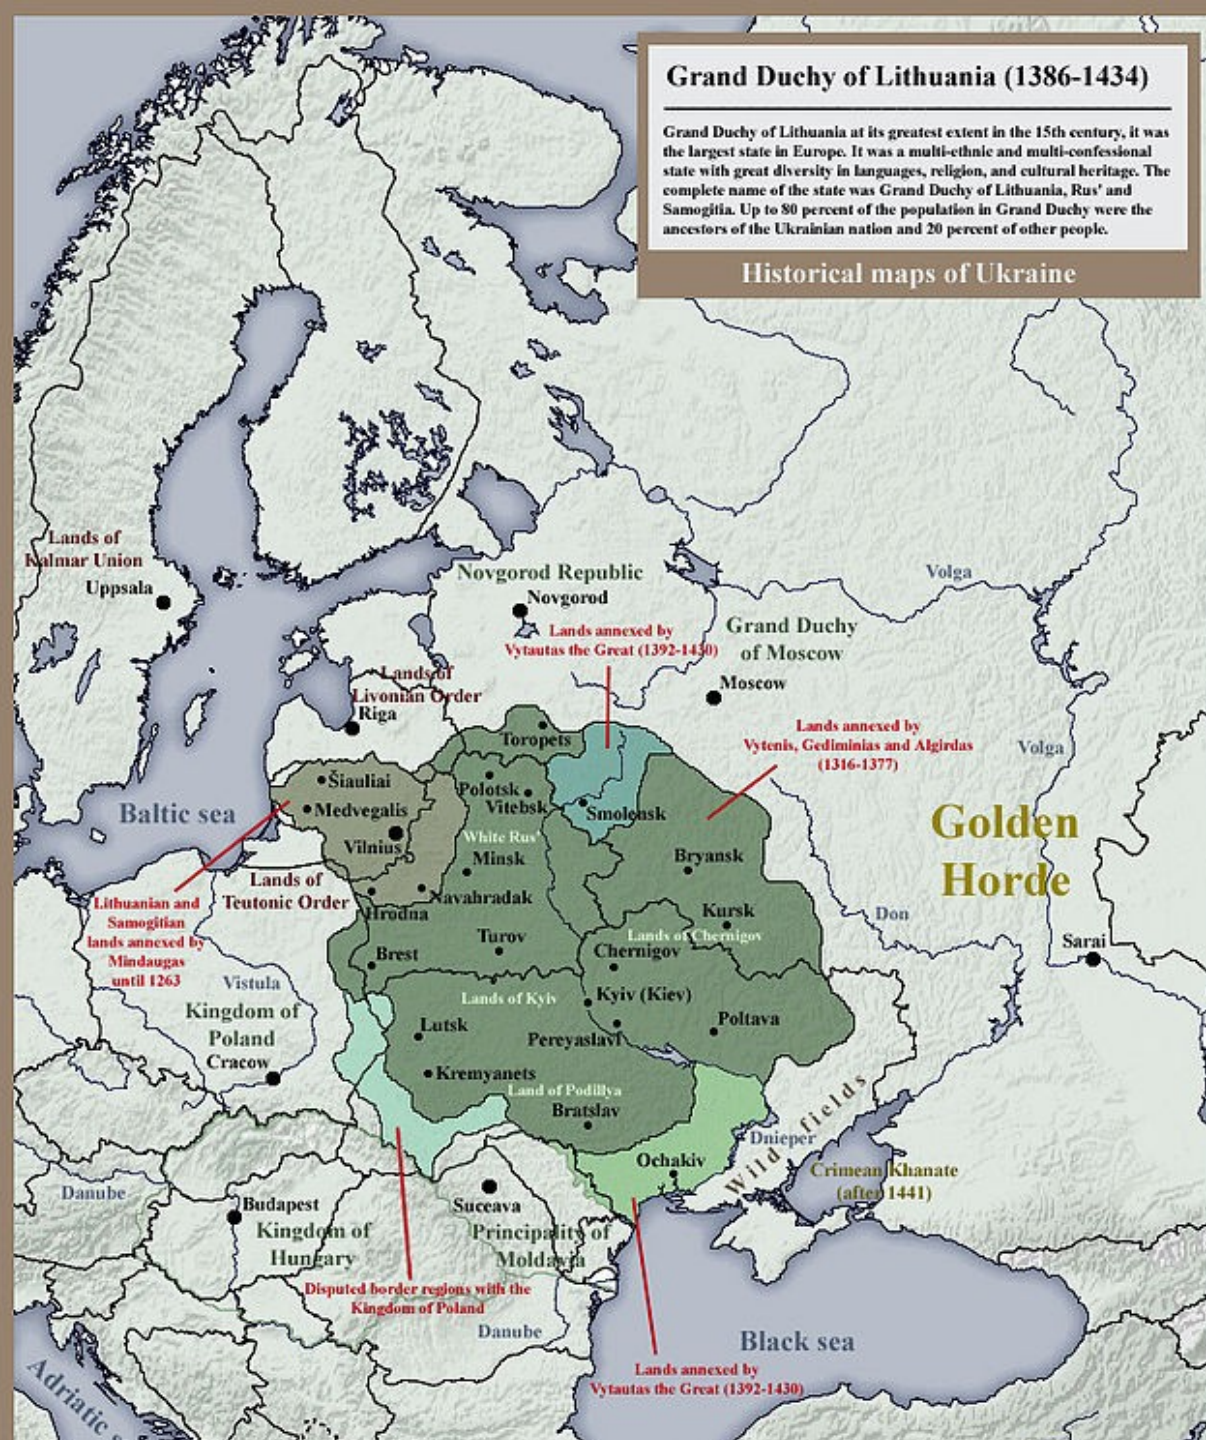 Grand Duchy of Lithuania (1386-1434)
Grand Duchy of Lithuania at its greatest extent in the 15th century, it was
the largest state in Europe. It was a multi-ethnic and multi-confessional
state with great diversity in languages, religion, and cultural heritage. The
complete name of the state was Grand Duchy of Lithuania, Rus' and
Samogitia. Up to 80 percent of the population in Grand Duchy were the
ancestors of the Ukrainian nation and 20 percent of other people.
Historical maps of Ukraine
Lands of
Kalmar Union
Uppsala
Novgorod Republic
Novgorod
Volga
Lands annexed by
Vytautas the Great (1392-1430)
Grand Duchy
of Moscow
Moscow
Lands of
Livonian Order
Riga
Toropets
Lands annexed by
Vytenis, Gediminias and Algirdas
(1316-1377)
Volga
Baltic sea
Šiauliai
Medvegalis
Vilnius
Polotsk
Vitebsk
Smolensk
White Rus'
Minsk
Golden
Horde
Bryansk
Lands of
Teutonic Order
Navahradak
Hrodna
Lithuanian and
Samogitian
lands annexed by
Mindaugas
until 1263
Kursk
Don
Turov
Lands of Chernigov
Chernigov
Brest
Sarai
Vistula
Lands of Kyiv
Kyiv (Kiev)
Kingdom of
Poland
Cracow
Lutsk
Pereyaslavl
Poltava
Kremyanets
Land of Podillya
Bratslav
Wild fields
Dnieper
Ochakiv
Crimean Khanate
(after 1441)
Danube
Budapest
Kingdom of
Hungary
Suceava
Principality of
Moldavia
Disputed border regions with the
Kingdom of Poland
Danube
Black sea
Lands annexed by
Vytautas the Great (1392-1430)
Adriatic